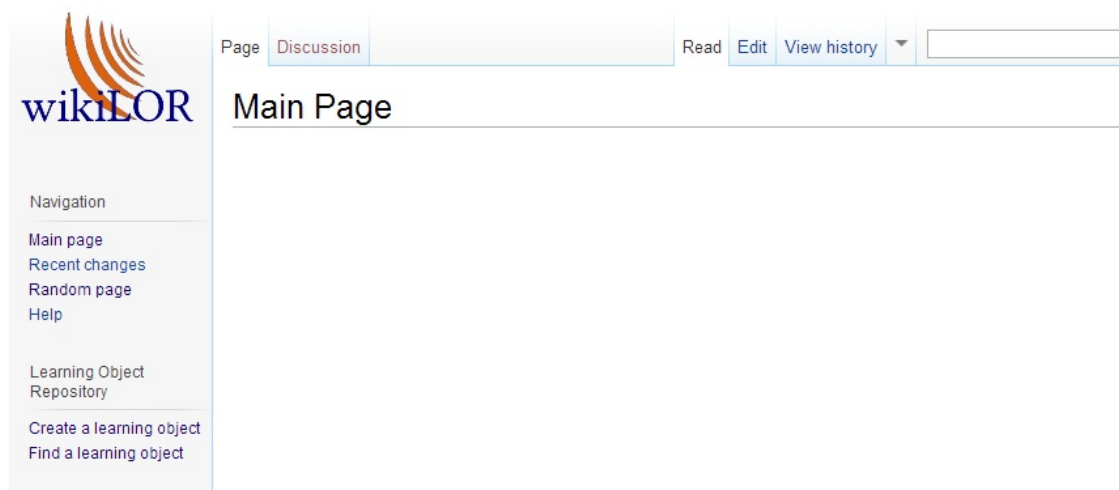 wikiLOR
Page Discussion Read Edit View history
Main Page
Navigation
Main page
Recent changes
Random page
Help
Learning Object
Repository
Create a learning object
Find a learning object